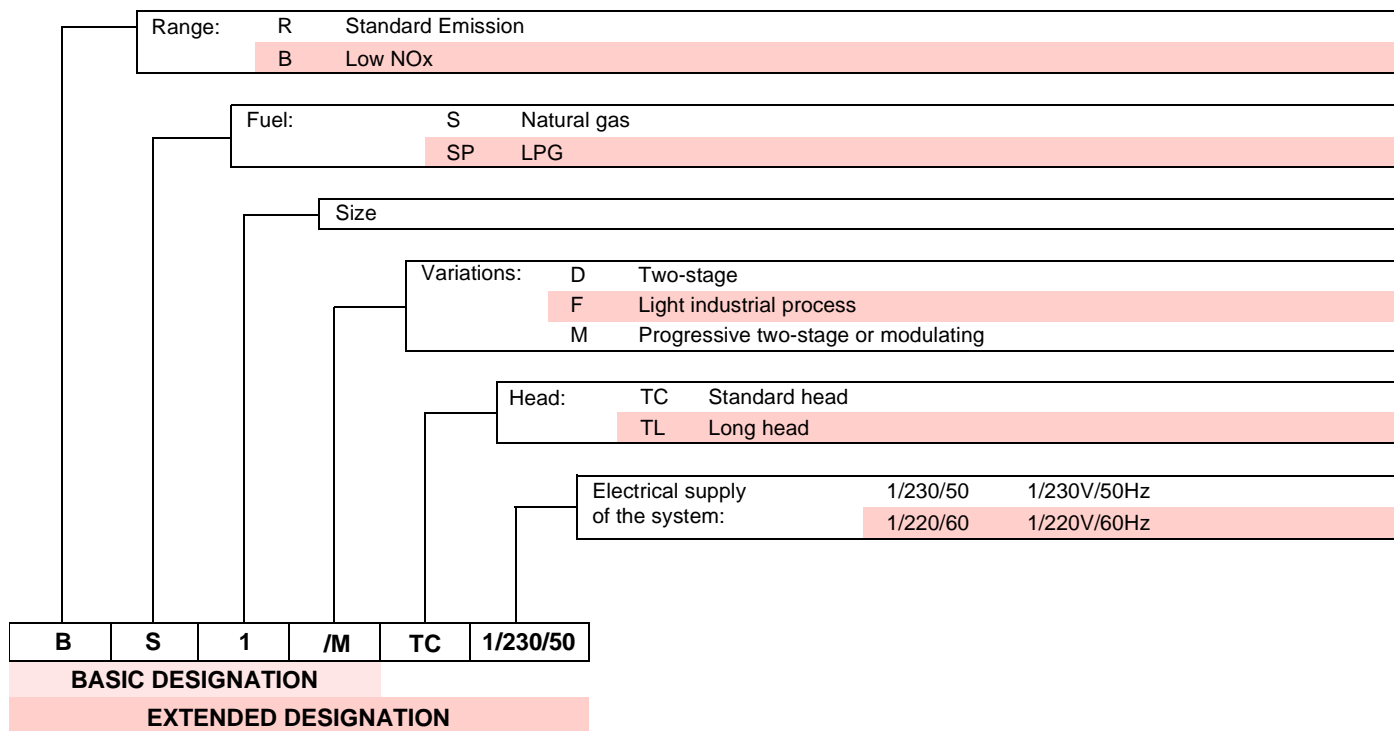 Range: R Standard Emission
B Low NOx
Fuel: S Natural gas
SP LPG
Size
Variations: D Two-stage
F Light industrial process
M Progressive two-stage or modulating
Head: TC Standard head
TL Long head
Electrical supply 1/230/50 1/230V/50Hz
of the system: 1/220/60 1/220V/60Hz
B S 1 /M TC 1/230/50
BASIC DESIGNATION
EXTENDED DESIGNATION